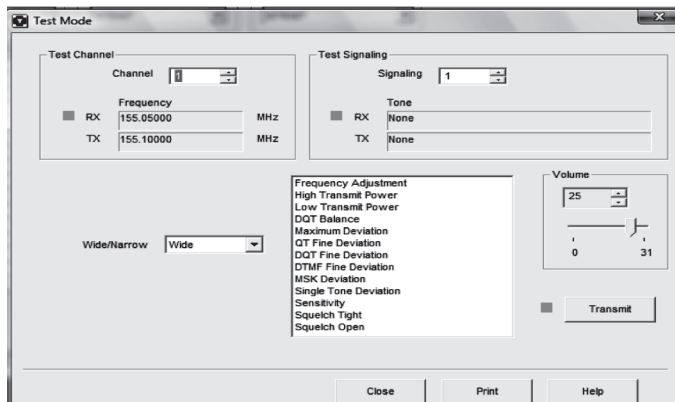 Test Mode
Test Channel
Channel 1
Frequency
RX 155.05000 MHz
TX 155.10000 MHz
Test Signaling
Signaling 1
Tone
RX None
TX None
Wide/Narrow Wide
Frequency Adjustment
High Transmit Power
Low Transmit Power
DQT Balance
Maximum Deviation
QT Fine Deviation
DQT Fine Deviation
DTMF Fine Deviation
MSK Deviation
Single Tone Deviation
Sensitivity
Squelch Tight
Squelch Open
Volume
25
0 31
Transmit
Close Print Help